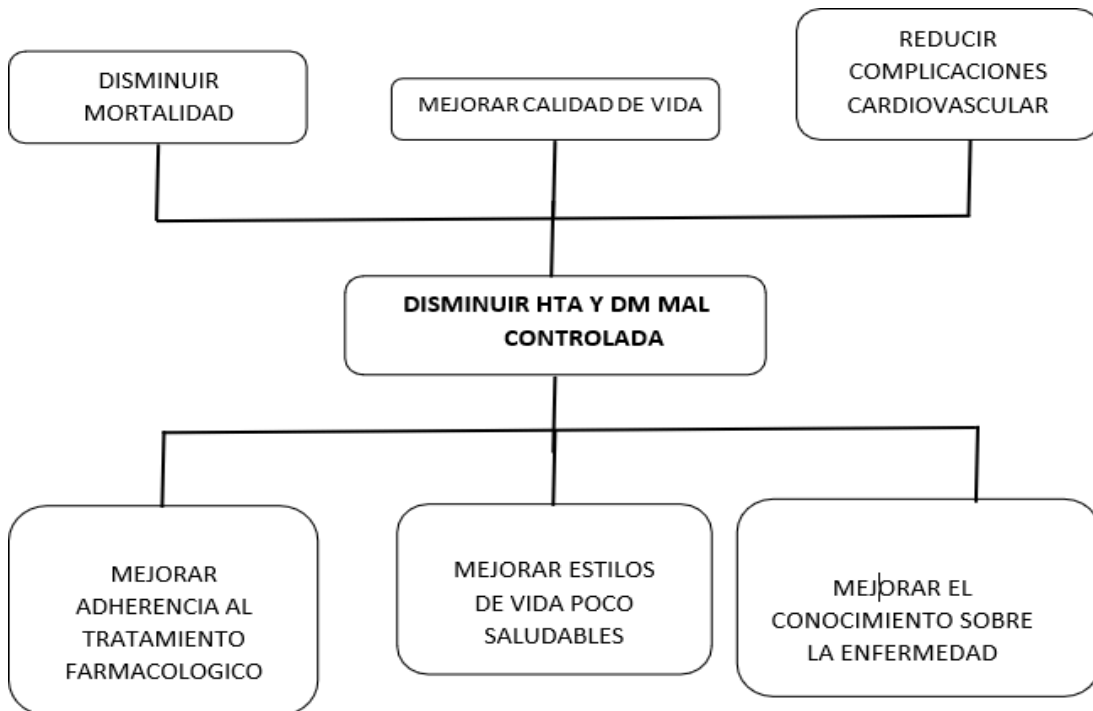 DISMINUIR
MORTALIDAD
MEJORAR CALIDAD DE VIDA
REDUCIR
COMPLICACIONES
CARDIOVASCULAR
DISMINUIR HTA Y DM MAL
CONTROLADA
MEJORAR
ADHERENCIA AL
TRATAMIENTO
FARMACOLOGICO
MEJORAR ESTILOS
DE VIDA POCO
SALUDABLES
MEJORAR EL
CONOCIMIENTO SOBRE
LA ENFERMEDAD